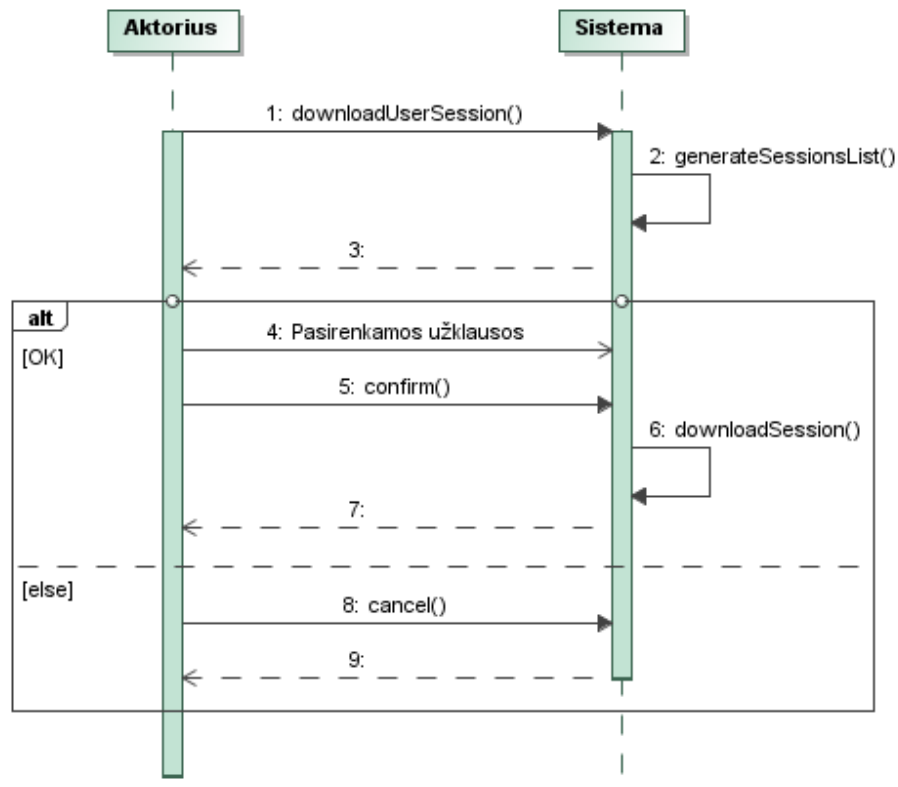 Aktorius
Sistema
1: downloadUserSession()
2: generateSessionsList()
3:
alt
4: Pasirenkamos užklausos
[OK]
5: confirm()
6: downloadSession()
7:
[else]
8: cancel()
9: